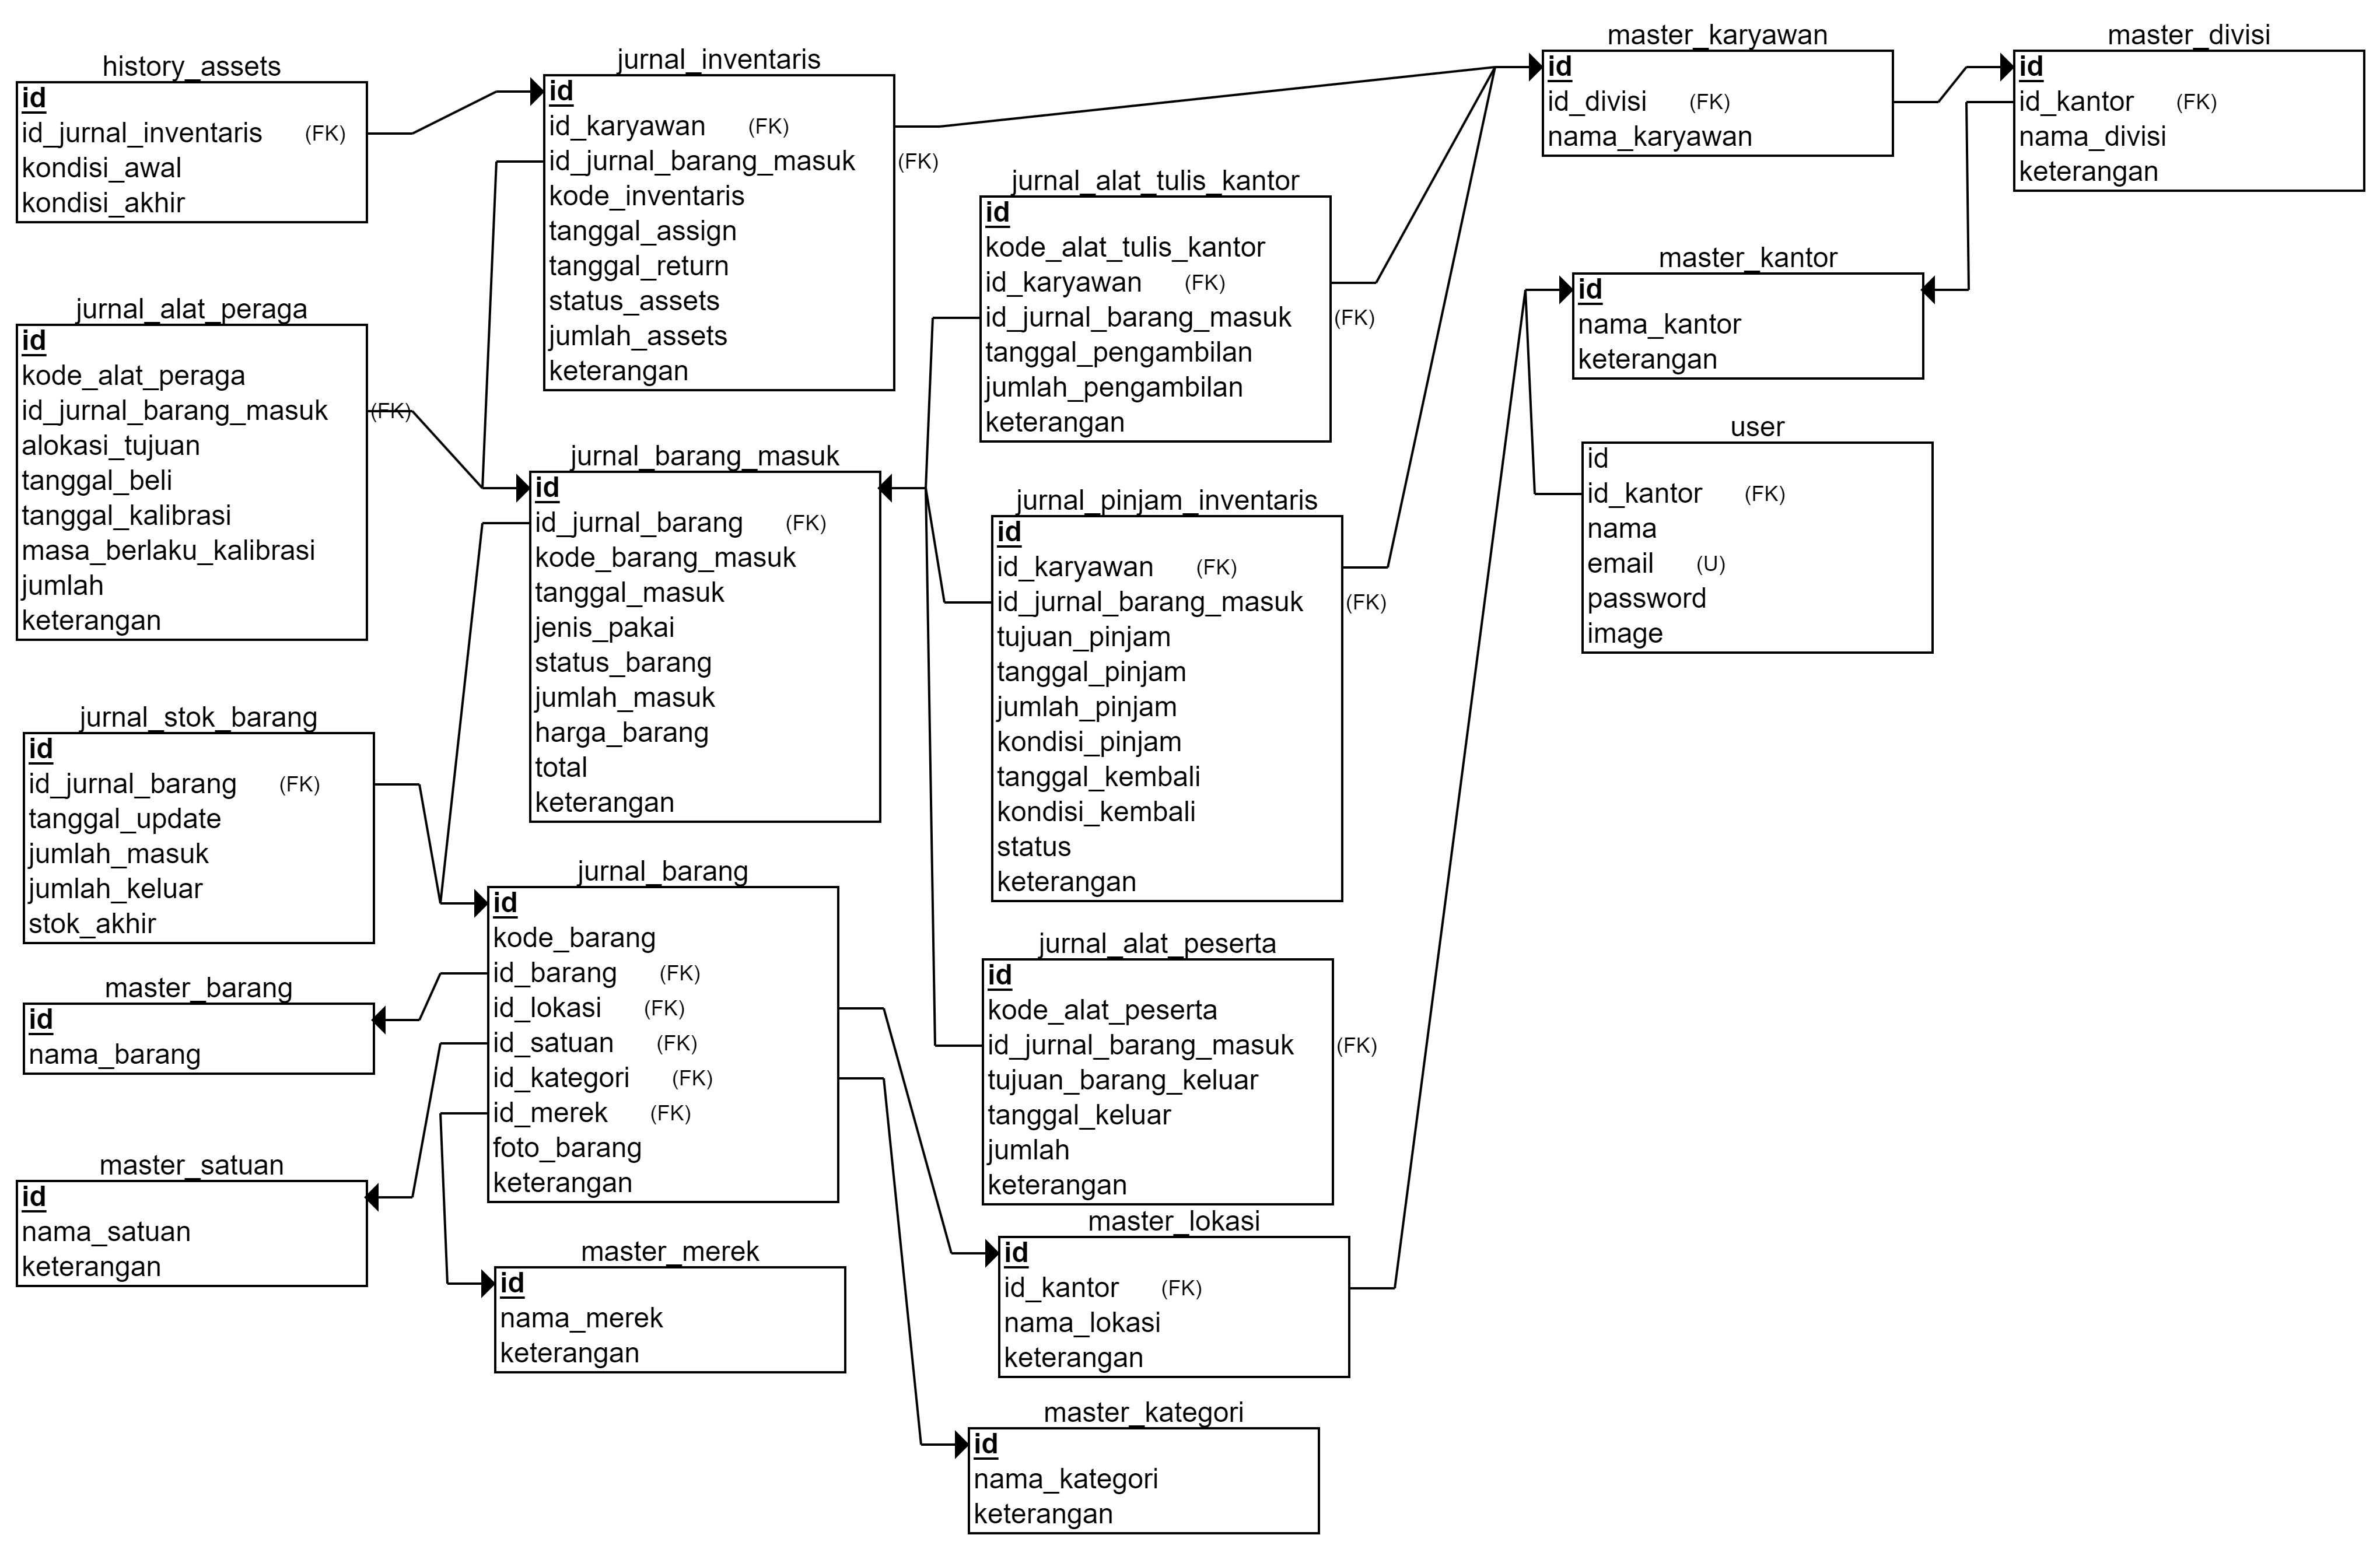 history_assets
id
id_jurnal_inventaris (FK)
kondisi_awal
kondisi_akhir
jurnal_inventaris
id
id_karyawan (FK)
id_jurnal_barang_masuk (FK)
kode_inventaris
tanggal_assign
tanggal_return
status_assets
jumlah_assets
keterangan
master_karyawan
id
id_divisi (FK)
nama_karyawan
master_divisi
id
id_kantor (FK)
nama_divisi
keterangan
jurnal_alat_tulis_kantor
id
kode_alat_tulis_kantor
id_karyawan (FK)
id_jurnal_barang_masuk (FK)
tanggal_pengambilan
jumlah_pengambilan
keterangan
master_kantor
id
nama_kantor
keterangan
jurnal_alat_peraga
id
kode_alat_peraga
id_jurnal_barang_masuk (FK)
alokasi_tujuan
tanggal_beli
tanggal_kalibrasi
masa_berlaku_kalibrasi
jumlah
keterangan
jurnal_barang_masuk
id
id_jurnal_barang (FK)
kode_barang_masuk
tanggal_masuk
jenis_pakai
status_barang
jumlah_masuk
harga_barang
total
keterangan
jurnal_pinjam_inventaris
id
id_karyawan (FK)
id_jurnal_barang_masuk (FK)
tujuan_pinjam
tanggal_pinjam
jumlah_pinjam
kondisi_pinjam
tanggal_kembali
kondisi_kembali
status
keterangan
user
id
id_kantor (FK)
nama
email (U)
password
image
jurnal_stok_barang
id
id_jurnal_barang (FK)
tanggal_update
jumlah_masuk
jumlah_keluar
stok_akhir
jurnal_barang
id
kode_barang
id_barang (FK)
id_lokasi (FK)
id_satuan (FK)
id_kategori (FK)
id_merek (FK)
foto_barang
keterangan
jurnal_alat_peserta
id
kode_alat_peserta
id_jurnal_barang_masuk (FK)
tujuan_barang_keluar
tanggal_keluar
jumlah
keterangan
master_barang
id
nama_barang
master_satuan
id
nama_satuan
keterangan
master_merek
id
nama_merek
keterangan
master_lokasi
id
id_kantor (FK)
nama_lokasi
keterangan
master_kategori
id
nama_kategori
keterangan